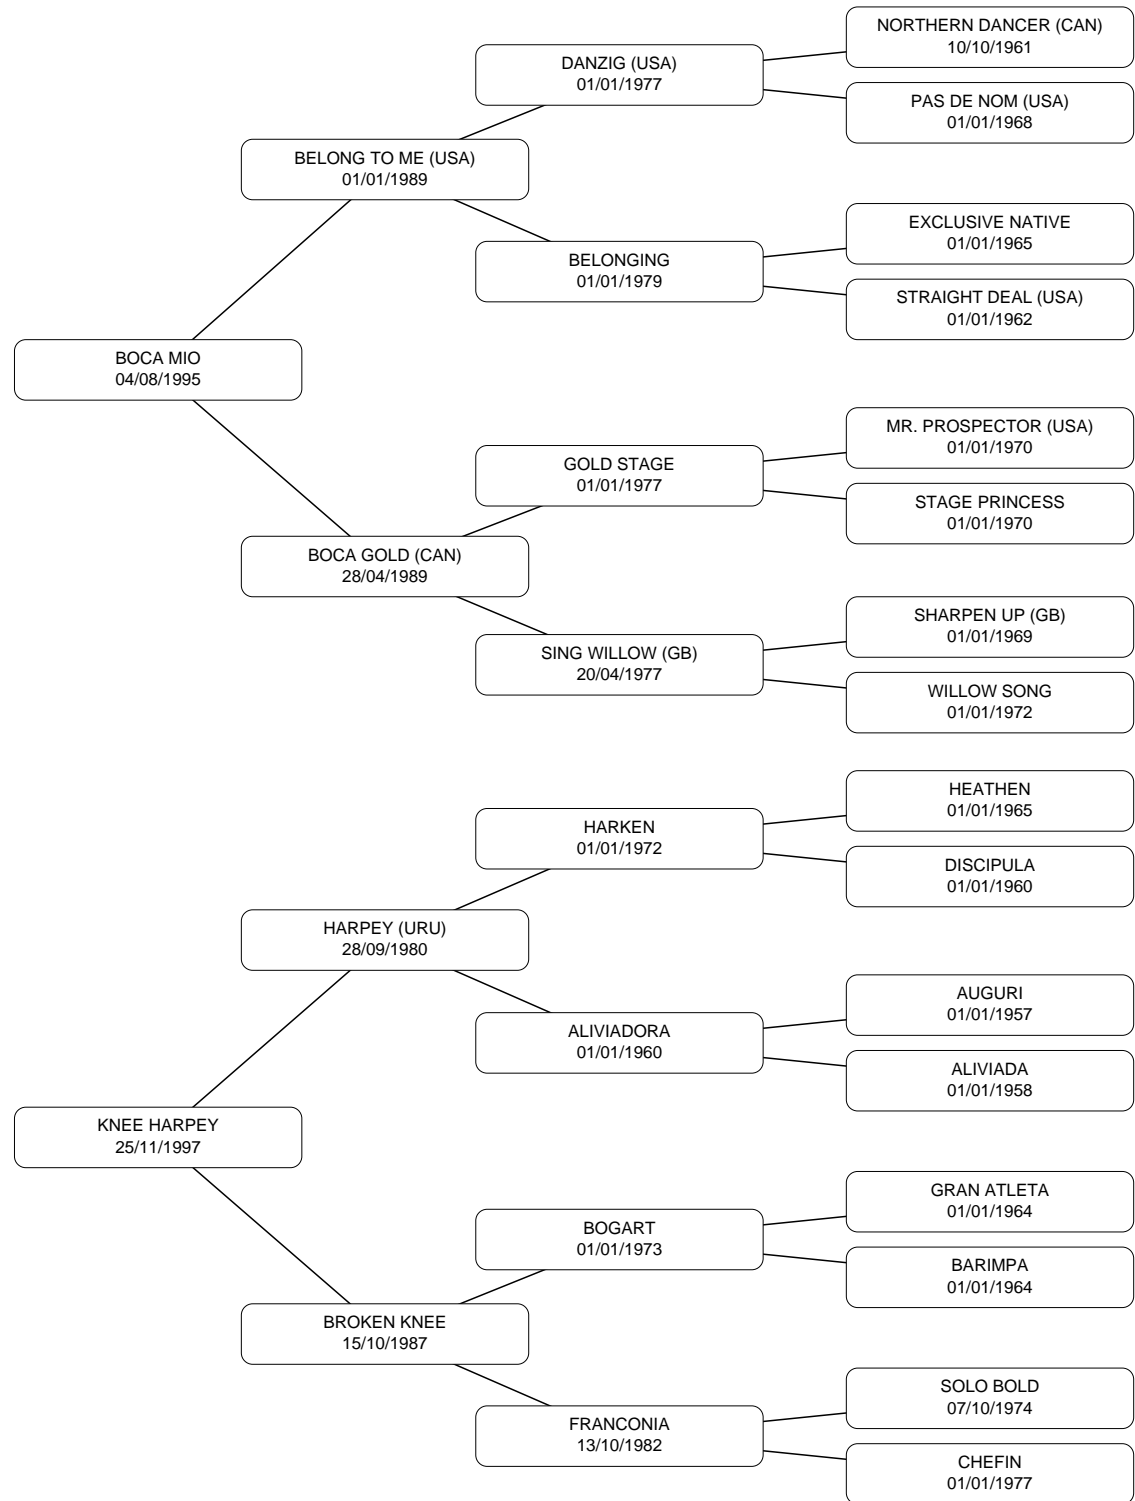 NORTHERN DANCER (CAN)
10/10/1961
DANZIG (USA)
01/01/1977
PAS DE NOM (USA)
01/01/1968
BELONG TO ME (USA)
01/01/1989
EXCLUSIVE NATIVE
01/01/1965
BELONGING
01/01/1979
STRAIGHT DEAL (USA)
01/01/1962
BOCA MIO
04/08/1995
MR. PROSPECTOR (USA)
01/01/1970
GOLD STAGE
01/01/1977
STAGE PRINCESS
01/01/1970
BOCA GOLD (CAN)
28/04/1989
SHARPEN UP (GB)
01/01/1969
SING WILLOW (GB)
20/04/1977
WILLOW SONG
01/01/1972
HEATHEN
01/01/1965
HARKEN
01/01/1972
DISCIPULA
01/01/1960
HARPEY (URU)
28/09/1980
AUGURI
01/01/1957
ALIVIADORA
01/01/1960
ALIVIADA
01/01/1958
KNEE HARPEY
25/11/1997
GRAN ATLETA
01/01/1964
BOGART
01/01/1973
BARIMPA
01/01/1964
BROKEN KNEE
15/10/1987
SOLO BOLD
07/10/1974
FRANCONIA
13/10/1982
CHEFIN
01/01/1977